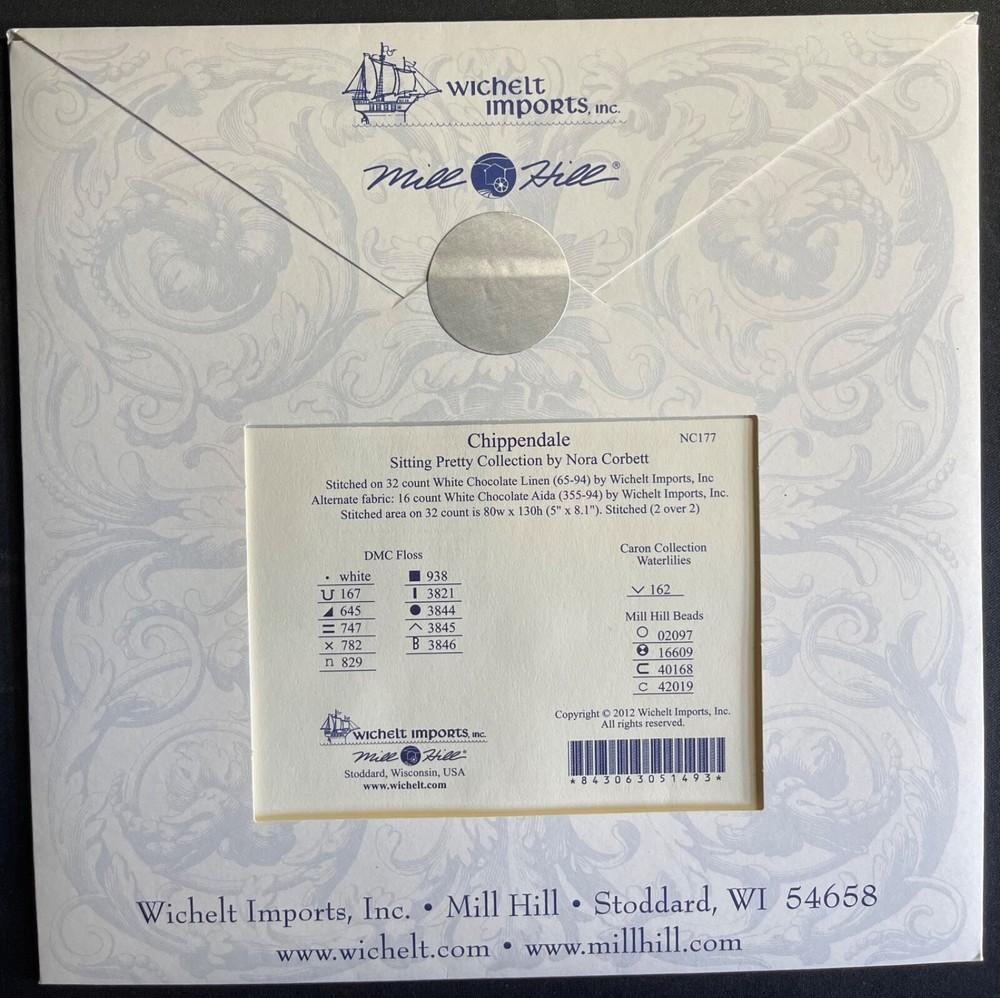 Wichelt
Imports, Inc.
Mill Hill®
Chippendale NC177
Sitting Pretty Collection by Nora Corbett
Stitched on 32 count White Chocolate Linen (65-94) by Wichelt Imports, Inc
Alternate fabric: 16 count White Chocolate Aida (355-94) by Wichelt Imports, Inc.
Stitched area on 32 count is 80w x 130h (5" x 8.1"). Stitched (2 over 2)
DMC Floss
· white
U 167
◢ 645
= 747
× 782
n 829
■ 938
I 3821
● 3844
^ 3845
B 3846
Caron Collection
Waterlilies
∨ 162
Mill Hill Beads
○ 02097
16609
⊏ 40168
C 42019
Wichelt Imports, Inc.
Mill Hill®
Stoddard, Wisconsin, USA
www.wichelt.com
Copyright © 2012 Wichelt Imports, Inc.
All rights reserved.
*843063051493*
Wichelt Imports, Inc. • Mill Hill • Stoddard, WI 54658
www.wichelt.com • www.millhill.com